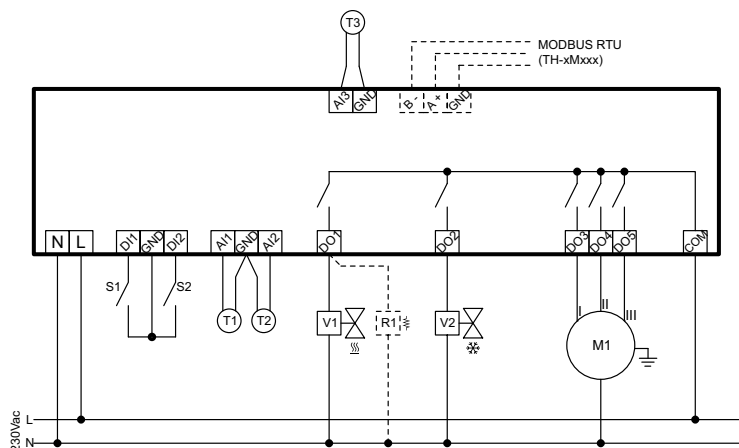 T3
MODBUS RTU
(TH-xMxxx)
AI3 GND B - A + GND
N L DI1 GND DI2 AI1 GND AI2 DO1 DO2 DO3 DO4 DO5 COM
S1 S2
I II III
T1 T2 V1 R1 V2
M1
230Vac
L
N